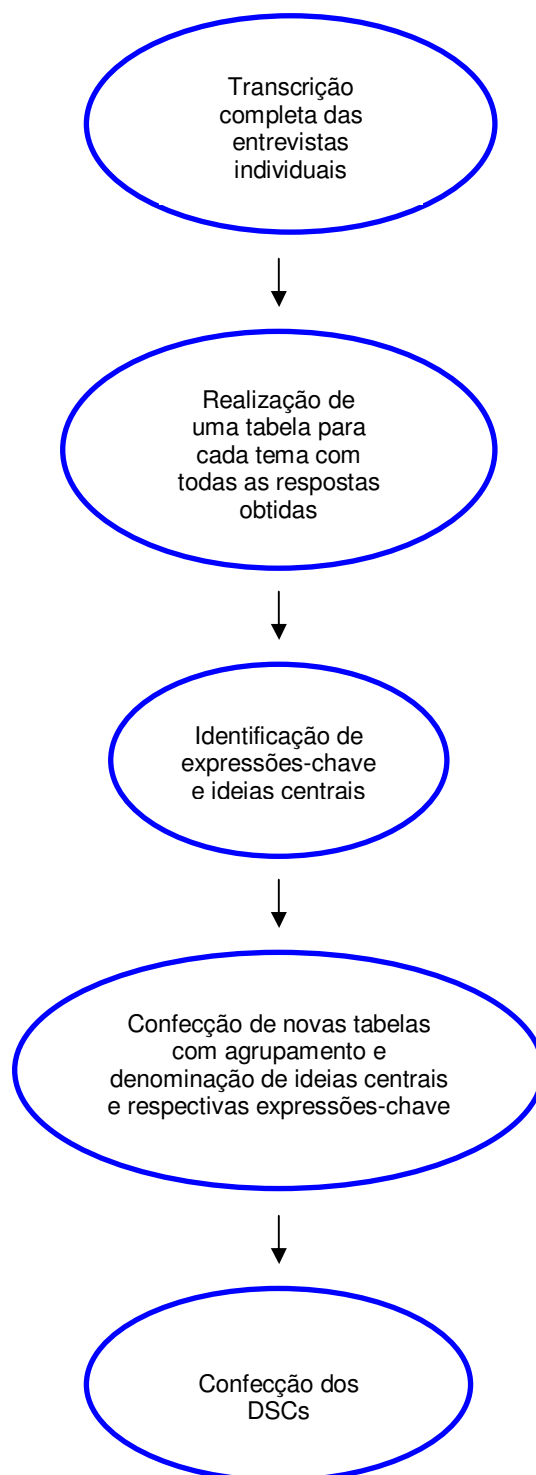 Transcrição
completa das
entrevistas
individuais
Realização de
uma tabela para
cada tema com
todas as respostas
obtidas
Identificação de
expressões-chave
e ideias centrais
Confecção de novas tabelas
com agrupamento e
denominação de ideias centrais
e respectivas expressões-chave
Confecção dos
DSCs